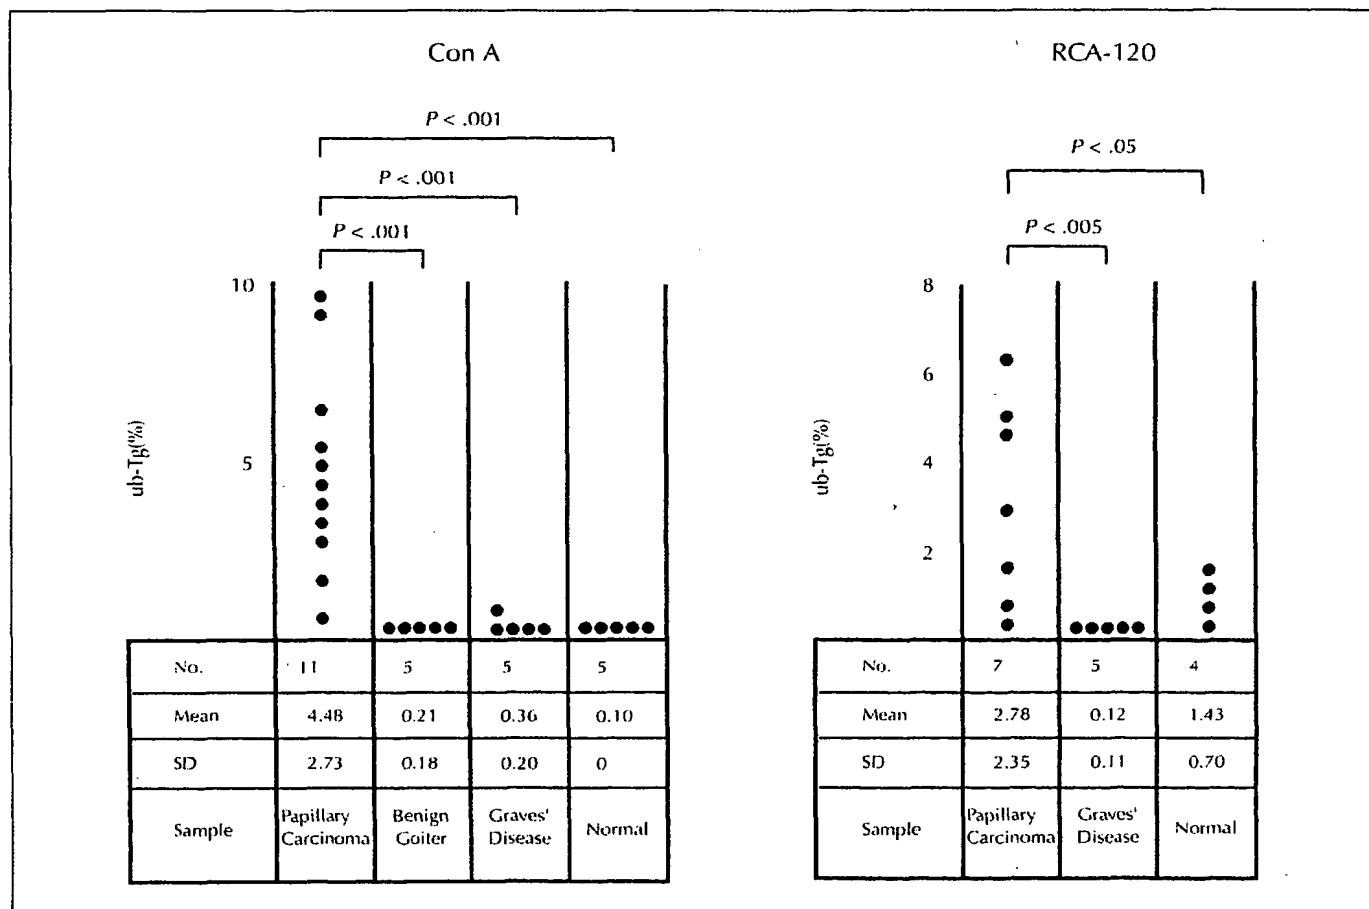 Con A
P < .001
P < .001
P < .001
10
5
ub-Tg(%)
No. 11 5 5 5
Mean 4.48 0.21 0.36 0.10
SD 2.73 0.18 0.20 0
Sample Papillary Carcinoma Benign Goiter Graves' Disease Normal
RCA-120
P < .05
P < .005
8
6
4
2
ub-Tg(%)
No. 7 5 4
Mean 2.78 0.12 1.43
SD 2.35 0.11 0.70
Sample Papillary Carcinoma Graves' Disease Normal